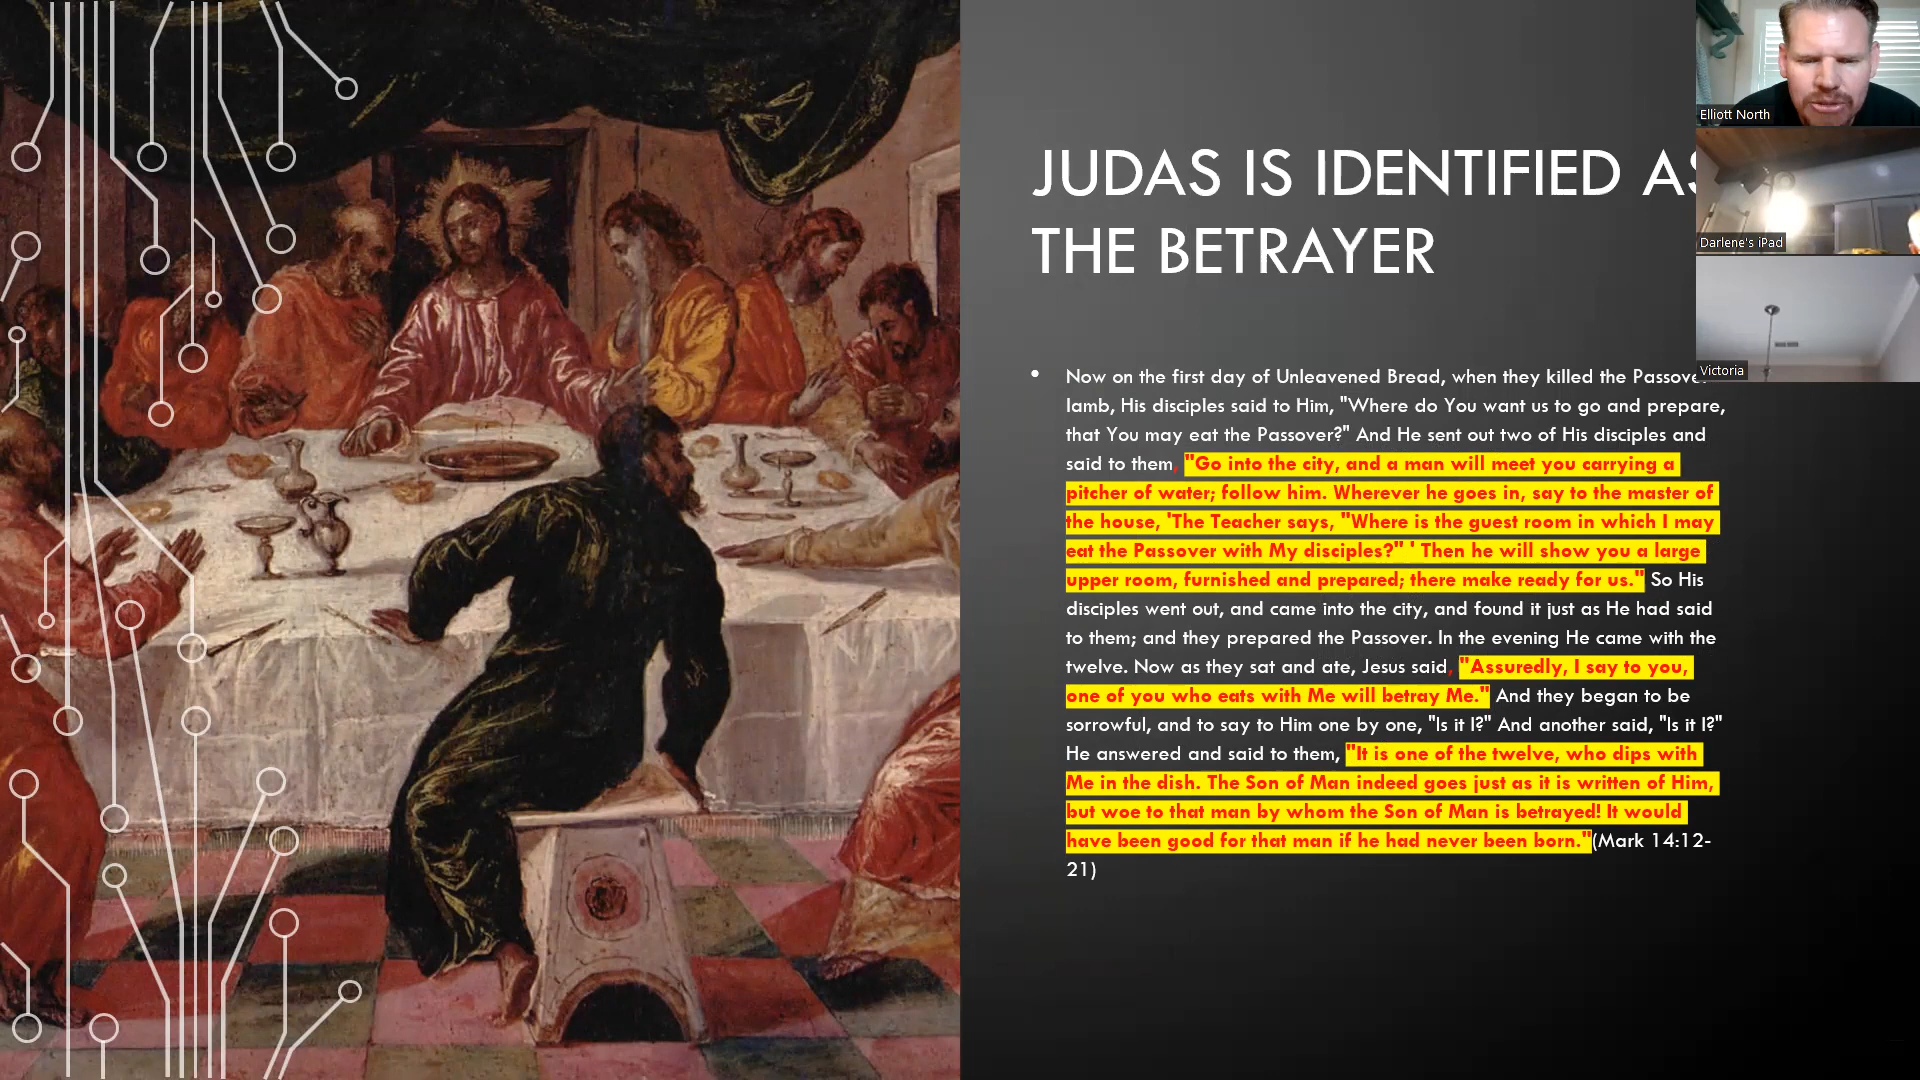 JUDAS IS IDENTIFIED AS
THE BETRAYER
• Now on the first day of Unleavened Bread, when they killed the Passover
lamb, His disciples said to Him, "Where do You want us to go and prepare,
that You may eat the Passover?" And He sent out two of His disciples and
said to them, "Go into the city, and a man will meet you carrying a
pitcher of water; follow him. Wherever he goes in, say to the master of
the house, 'The Teacher says, "Where is the guest room in which I may
eat the Passover with My disciples?" ' Then he will show you a large
upper room, furnished and prepared; there make ready for us." So His
disciples went out, and came into the city, and found it just as He had said
to them; and they prepared the Passover. In the evening He came with the
twelve. Now as they sat and ate, Jesus said, "Assuredly, I say to you,
one of you who eats with Me will betray Me." And they began to be
sorrowful, and to say to Him one by one, "Is it I?" And another said, "Is it I?"
He answered and said to them, "It is one of the twelve, who dips with
Me in the dish. The Son of Man indeed goes just as it is written of Him,
but woe to that man by whom the Son of Man is betrayed! It would
have been good for that man if he had never been born."(Mark 14:12-
21)
Elliott North
Darlene's iPad
Victoria